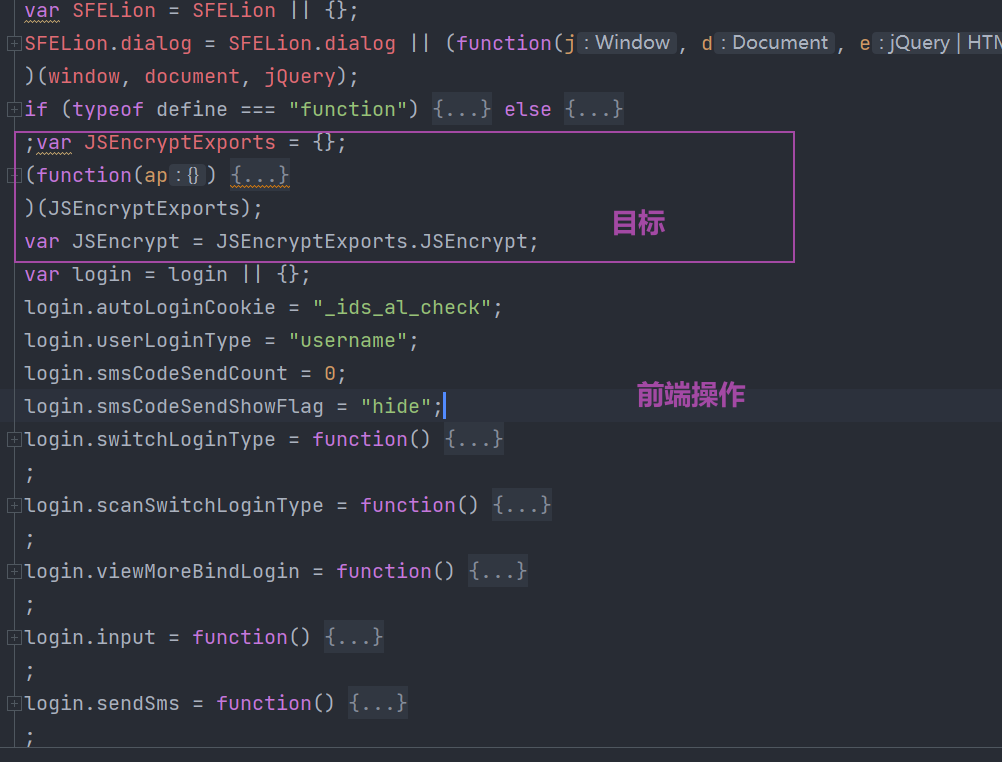 var SFELion = SFELion || {};
SFELion.dialog = SFELion.dialog || (function(j : Window , d : Document , e : jQuery | HTM
)(window, document, jQuery);
if (typeof define === "function") {...} else {...}
;var JSEncryptExports = {};
(function(ap : {} ) {...}
)(JSEncryptExports);
目标
var JSEncrypt = JSEncryptExports.JSEncrypt;
var login = login || {};
login.autoLoginCookie = "_ids_al_check";
login.userLoginType = "username";
login.smsCodeSendCount = 0;
login.smsCodeSendShowFlag = "hide";
前端操作
login.switchLoginType = function() {...}
;
login.scanSwitchLoginType = function() {...}
;
login.viewMoreBindLogin = function() {...}
;
login.input = function() {...}
;
login.sendSms = function() {...}
;